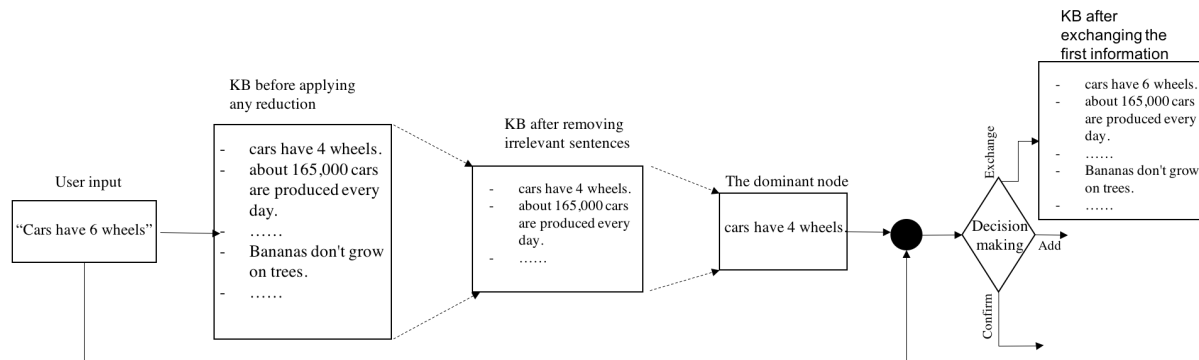 User input
“Cars have 6 wheels”
KB before applying
any reduction
- cars have 4 wheels.
- about 165,000 cars
are produced every
day.
- ……
- Bananas don't grow
on trees.
- ……
KB after removing
irrelevant sentences
- cars have 4 wheels.
- about 165,000 cars
are produced every
day.
- ……
The dominant node
cars have 4 wheels.
Decision
making
Exchange
Add
Confirm
KB after
exchanging the
first information
- cars have 6 wheels.
- about 165,000 cars
are produced every
day.
- ……
- Bananas don't grow
on trees.
- ……